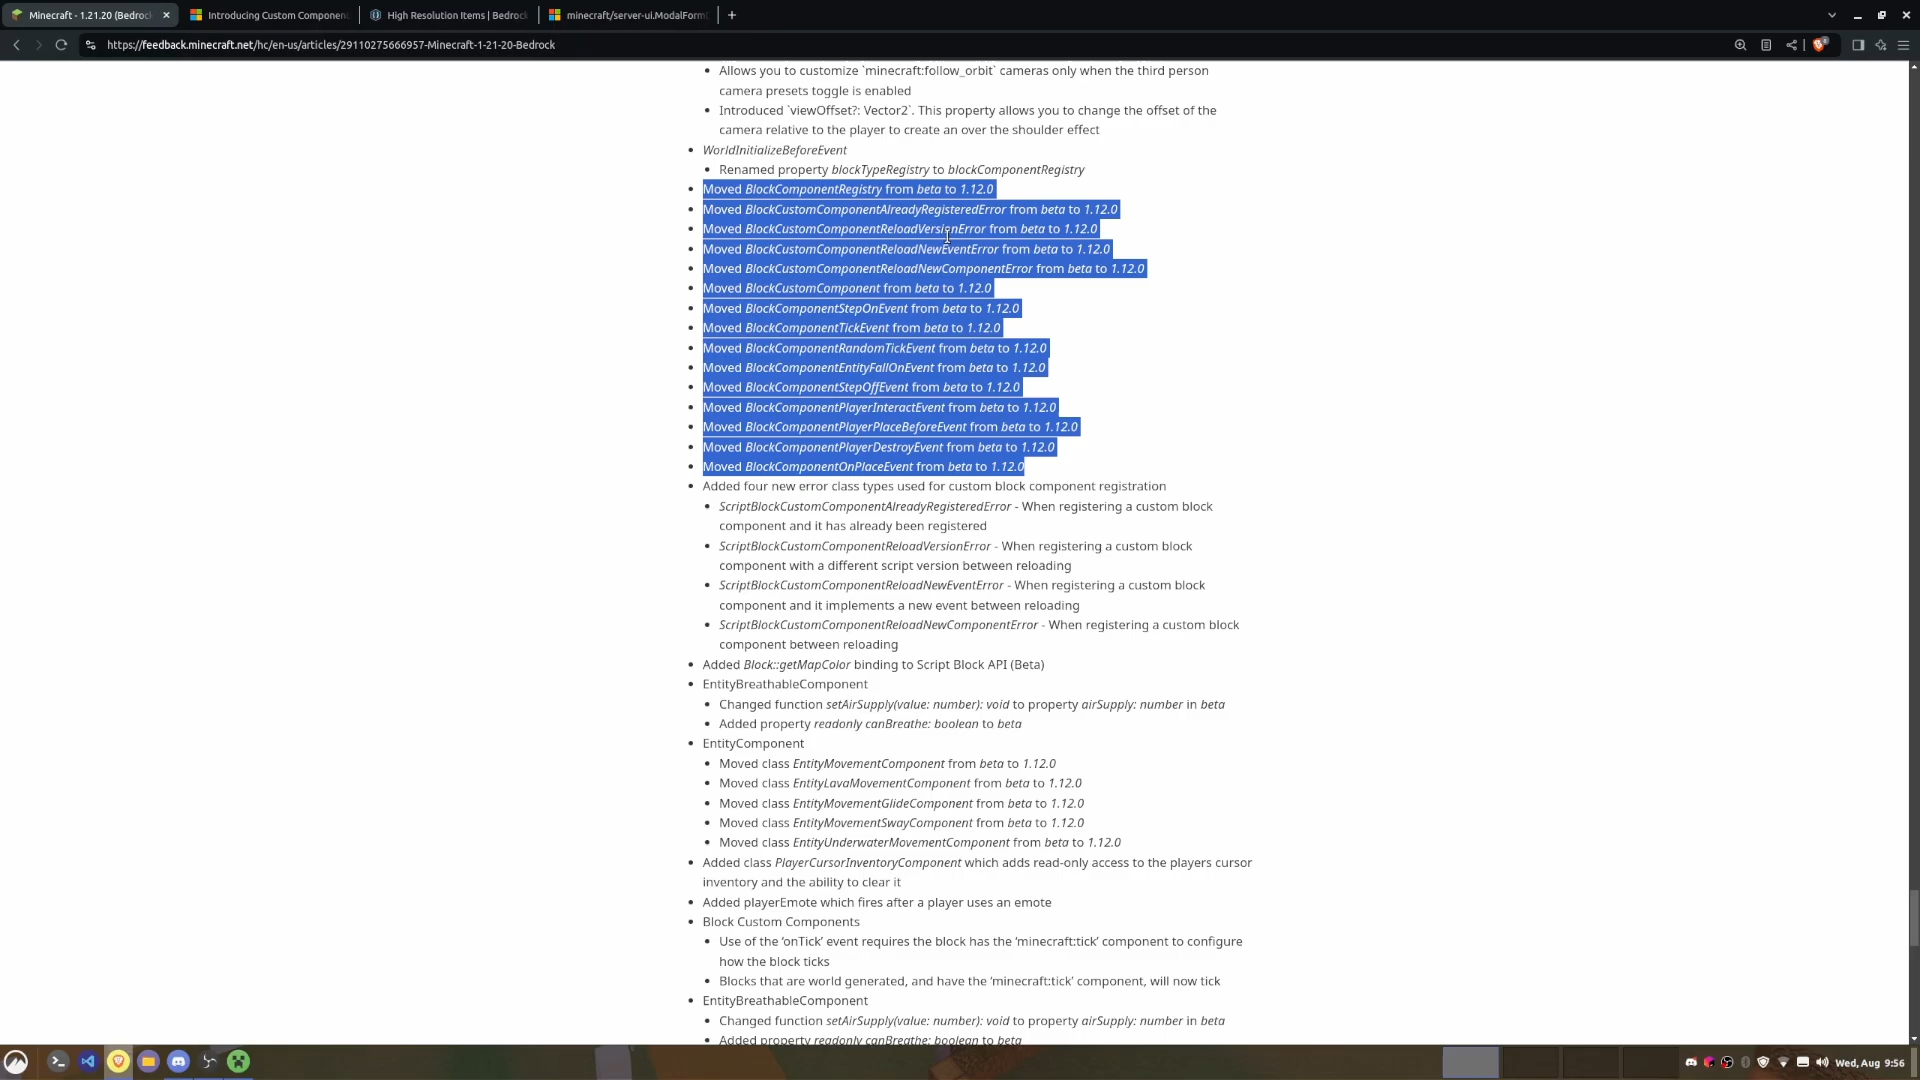 Minecraft - 1.21.20 (Bedroc
Introducing Custom Component
High Resolution Items | Bedroc
minecraft/server-ui.ModalForm
https://feedback.minecraft.net/hc/en-us/articles/29110275666957-Minecraft-1-21-20-Bedrock
Allows you to customize `minecraft:follow_orbit` cameras only when the third person
camera presets toggle is enabled
Introduced `viewOffset?: Vector2`. This property allows you to change the offset of the
camera relative to the player to create an over the shoulder effect
WorldInitializeBeforeEvent
Renamed property blockTypeRegistry to blockComponentRegistry
Moved BlockComponentRegistry from beta to 1.12.0
Moved BlockCustomComponentAlreadyRegisteredError from beta to 1.12.0
Moved BlockCustomComponentReloadVersionError from beta to 1.12.0
Moved BlockCustomComponentReloadNewEventError from beta to 1.12.0
Moved BlockCustomComponentReloadNewComponentError from beta to 1.12.0
Moved BlockCustomComponent from beta to 1.12.0
Moved BlockComponentStepOnEvent from beta to 1.12.0
Moved BlockComponentTickEvent from beta to 1.12.0
Moved BlockComponentRandomTickEvent from beta to 1.12.0
Moved BlockComponentEntityFallOnEvent from beta to 1.12.0
Moved BlockComponentStepOffEvent from beta to 1.12.0
Moved BlockComponentPlayerInteractEvent from beta to 1.12.0
Moved BlockComponentPlayerPlaceBeforeEvent from beta to 1.12.0
Moved BlockComponentPlayerDestroyEvent from beta to 1.12.0
Moved BlockComponentOnPlaceEvent from beta to 1.12.0
Added four new error class types used for custom block component registration
ScriptBlockCustomComponentAlreadyRegisteredError - When registering a custom block
component and it has already been registered
ScriptBlockCustomComponentReloadVersionError - When registering a custom block
component with a different script version between reloading
ScriptBlockCustomComponentReloadNewEventError - When registering a custom block
component and it implements a new event between reloading
ScriptBlockCustomComponentReloadNewComponentError - When registering a custom block
component between reloading
Added Block::getMapColor binding to Script Block API (Beta)
EntityBreathableComponent
Changed function setAirSupply(value: number): void to property airSupply: number in beta
Added property readonly canBreathe: boolean to beta
EntityComponent
Moved class EntityMovementComponent from beta to 1.12.0
Moved class EntityLavaMovementComponent from beta to 1.12.0
Moved class EntityMovementGlideComponent from beta to 1.12.0
Moved class EntityMovementSwayComponent from beta to 1.12.0
Moved class EntityUnderwaterMovementComponent from beta to 1.12.0
Added class PlayerCursorInventoryComponent which adds read-only access to the players cursor
inventory and the ability to clear it
Added playerEmote which fires after a player uses an emote
Block Custom Components
Use of the ‘onTick’ event requires the block has the ‘minecraft:tick’ component to configure
how the block ticks
Blocks that are world generated, and have the ‘minecraft:tick’ component, will now tick
EntityBreathableComponent
Changed function setAirSupply(value: number): void to property airSupply: number in beta
Added property readonly canBreathe: boolean to beta
Wed, Aug 9:56